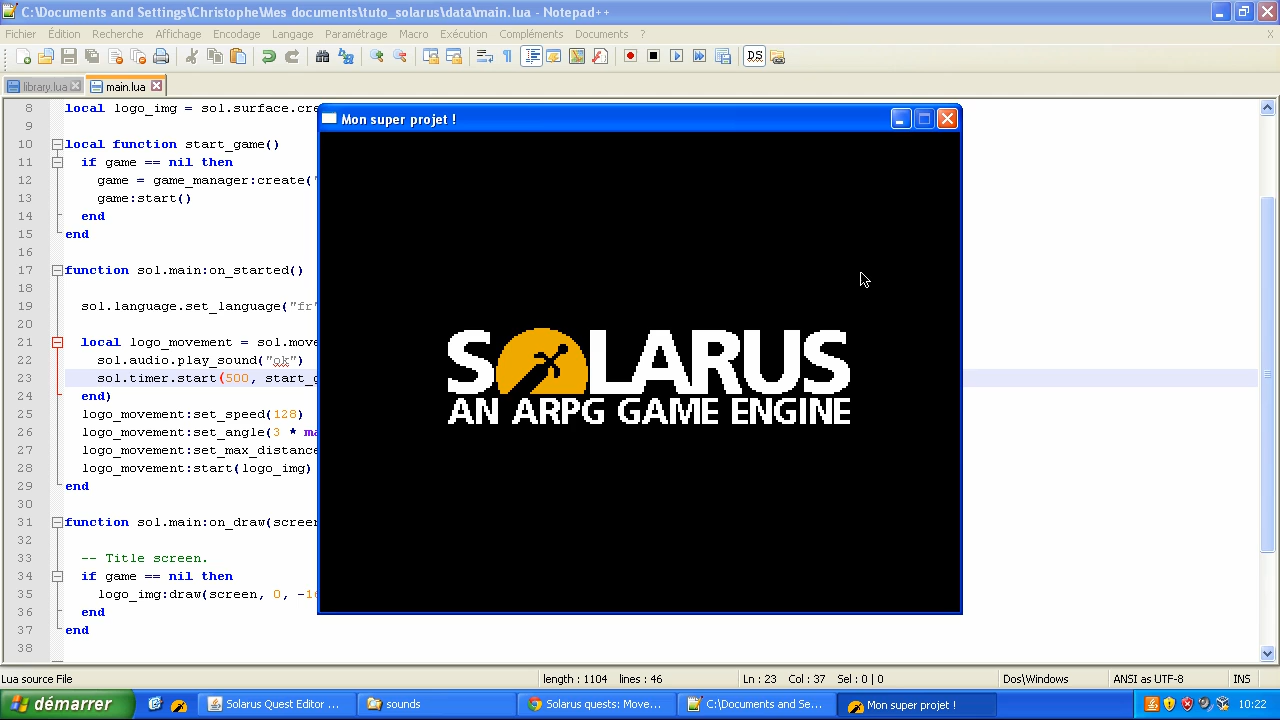 C:\Documents and Settings\Christophe\Mes documents\tuto_solarus\data\main.lua - Notepad++
Fichier Édition Recherche Affichage Encodage Langage Paramétrage Macro Exécution Compléments Documents ? X
library.lua main.lua
8 local logo_img = sol.surface.cre
9
10 local function start_game()
11 if game == nil then
12 game = game_manager:create("
13 game:start()
14 end
15 end
16
17 function sol.main:on_started()
18
19 sol.language.set_language("fr"
20
21 local logo_movement = sol.move
22 sol.audio.play_sound("ok")
23 sol.timer.start(500, start_g
24 end)
25 logo_movement:set_speed(128)
26 logo_movement:set_angle(3 * ma
27 logo_movement:set_max_distance
28 logo_movement:start(logo_img)
29 end
30
31 function sol.main:on_draw(screen
32
33 -- Title screen.
34 if game == nil then
35 logo_img:draw(screen, 0, -16
36 end
37 end
38
Mon super projet !
SOLARUS
AN ARPG GAME ENGINE
Lua source File length : 1104 lines : 46 Ln : 23 Col : 37 Sel : 0 | 0 Dos\Windows ANSI as UTF-8 INS
démarrer Solarus Quest Editor ... sounds Solarus quests: Move... C:\Documents and Se... Mon super projet ! 10:22